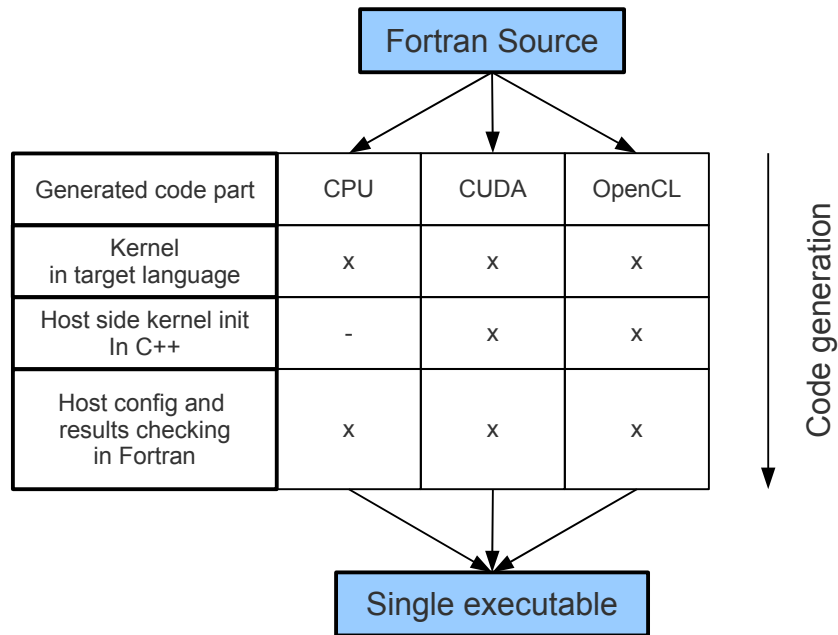 Fortran Source
Generated code part CPU CUDA OpenCL
Kernel
in target language
x x x
Host side kernel init
In C++
- x x
Host config and
results checking
in Fortran
x x x
Code generation
Single executable